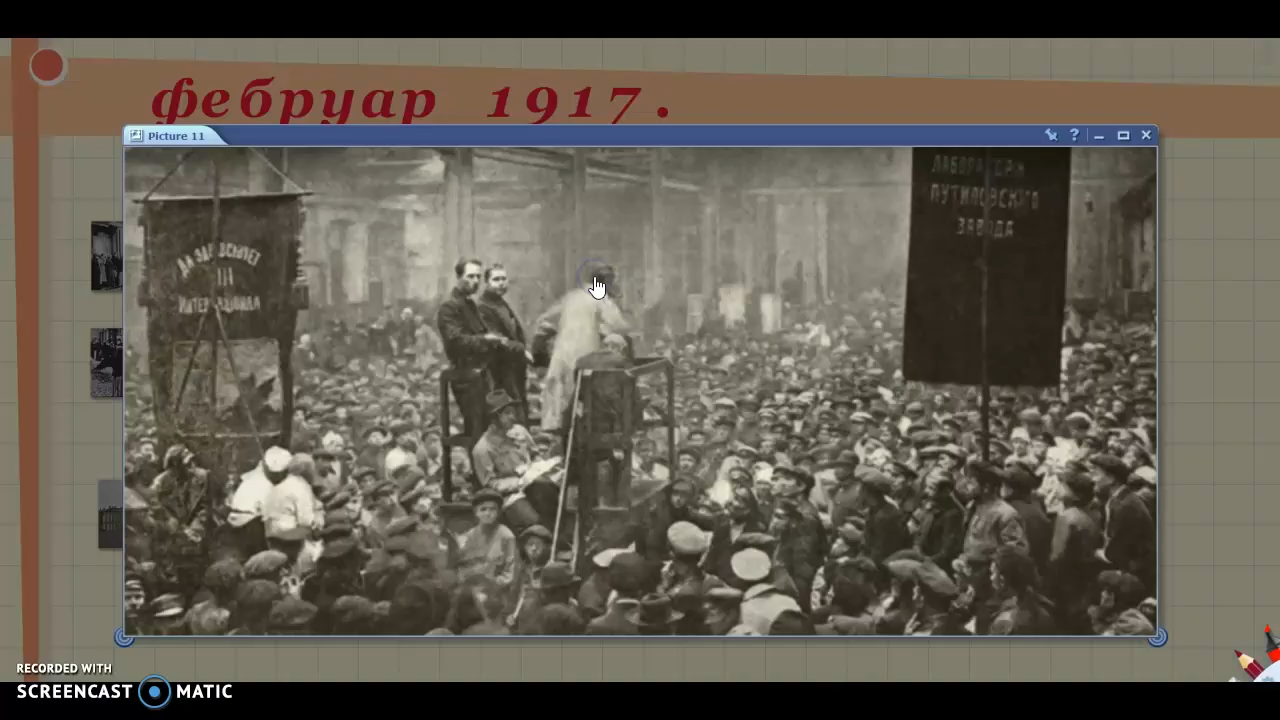 фебруар 1917.
Picture 11
ДА ЗДРАВСТВУЕТ
III
ИНТЕРНАЦИОНАЛ
ЛАБОРАТОРИЯ
ПУТИЛОВСКОГО
ЗАВОДА
RECORDED WITH
SCREENCAST MATIC